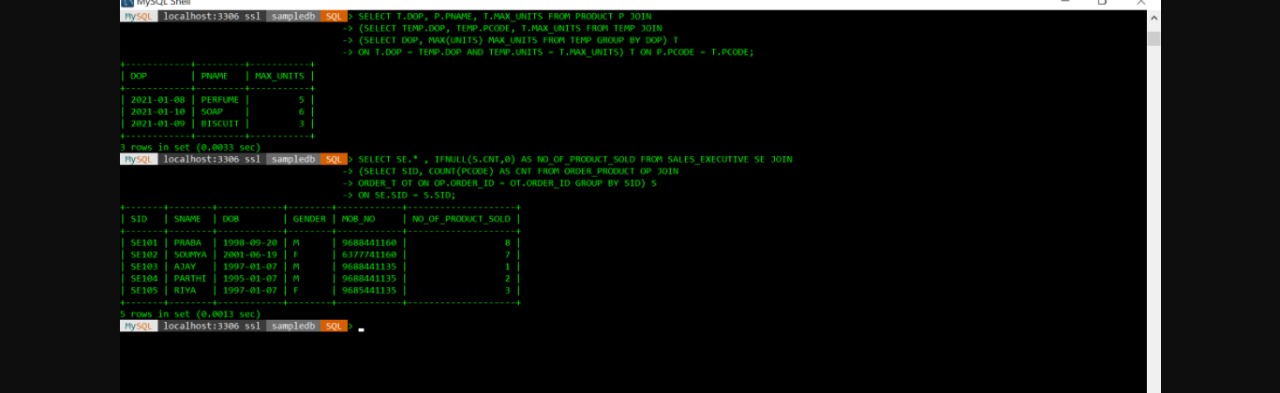 MySQL Shell
MySQL localhost:3306 ssl sampledb SQL > SELECT T.DOP, P.PNAME, T.MAX_UNITS FROM PRODUCT P JOIN
-> (SELECT TEMP.DOP, TEMP.PCODE, T.MAX_UNITS FROM TEMP JOIN
-> (SELECT DOP, MAX(UNITS) MAX_UNITS FROM TEMP GROUP BY DOP) T
-> ON T.DOP = TEMP.DOP AND TEMP.UNITS = T.MAX_UNITS) T ON P.PCODE = T.PCODE;
+------------+---------+-----------+
| DOP | PNAME | MAX_UNITS |
+------------+---------+-----------+
| 2021-01-08 | PERFUME | 5 |
| 2021-01-10 | SOAP | 6 |
| 2021-01-09 | BISCUIT | 3 |
+------------+---------+-----------+
3 rows in set (0.0033 sec)
MySQL localhost:3306 ssl sampledb SQL > SELECT SE.* , IFNULL(S.CNT,0) AS NO_OF_PRODUCT_SOLD FROM SALES_EXECUTIVE SE JOIN
-> (SELECT SID, COUNT(PCODE) AS CNT FROM ORDER_PRODUCT OP JOIN
-> ORDER_T OT ON OP.ORDER_ID = OT.ORDER_ID GROUP BY SID) S
-> ON SE.SID = S.SID;
+-------+--------+------------+--------+------------+--------------------+
| SID | SNAME | DOB | GENDER | MOB_NO | NO_OF_PRODUCT_SOLD |
+-------+--------+------------+--------+------------+--------------------+
| SE101 | PRABA | 1998-09-20 | M | 9688441160 | 8 |
| SE102 | SOUMYA | 2001-06-19 | F | 6377741160 | 7 |
| SE103 | AJAY | 1997-01-07 | M | 9688441135 | 1 |
| SE104 | PARTHI | 1995-01-07 | M | 9688441135 | 2 |
| SE105 | RIYA | 1997-01-07 | F | 9685441135 | 3 |
+-------+--------+------------+--------+------------+--------------------+
5 rows in set (0.0013 sec)
MySQL localhost:3306 ssl sampledb SQL >